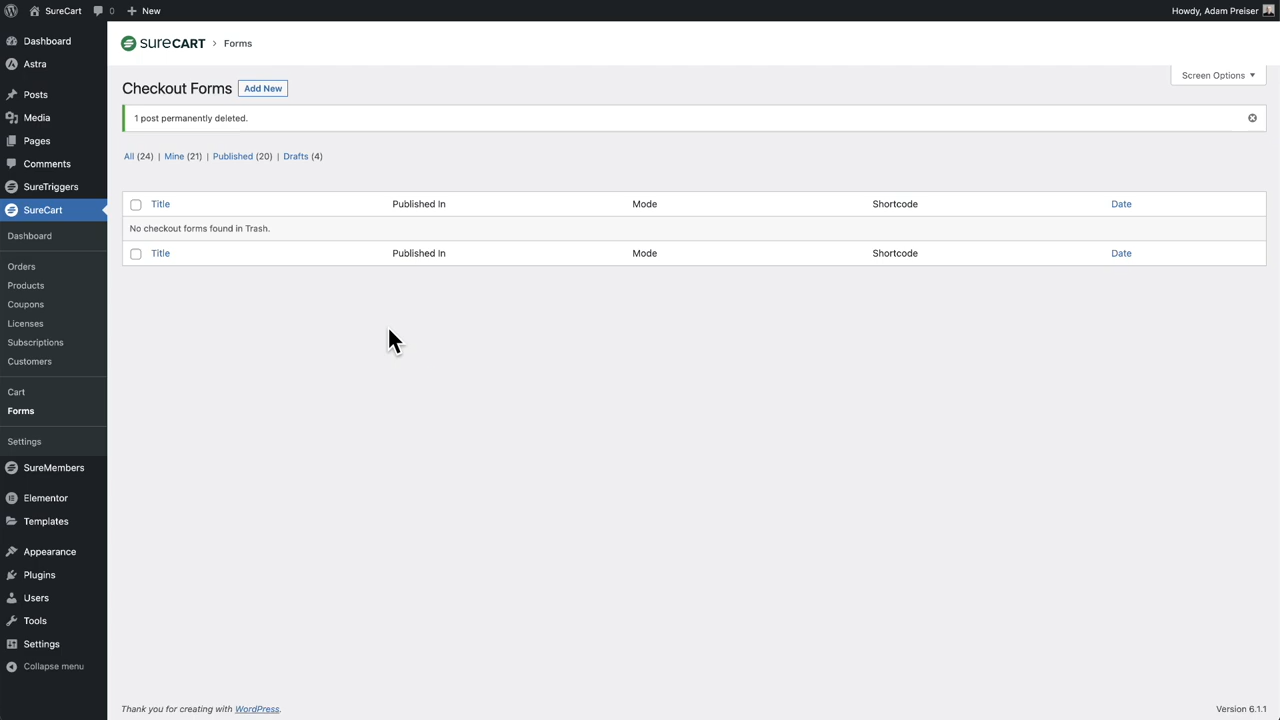 SureCart 0 New Howdy, Adam Preiser
Dashboard
Astra
Posts
Media
Pages
Comments
SureTriggers
SureCart
Dashboard
Orders
Products
Coupons
Licenses
Subscriptions
Customers
Cart
Forms
Settings
SureMembers
Elementor
Templates
Appearance
Plugins
Users
Tools
Settings
Collapse menu
SURECART > Forms
Screen Options ▼
Checkout Forms Add New
1 post permanently deleted.
All (24) | Mine (21) | Published (20) | Drafts (4)
Title Published In Mode Shortcode Date
No checkout forms found in Trash.
Title Published In Mode Shortcode Date
Thank you for creating with WordPress. Version 6.1.1